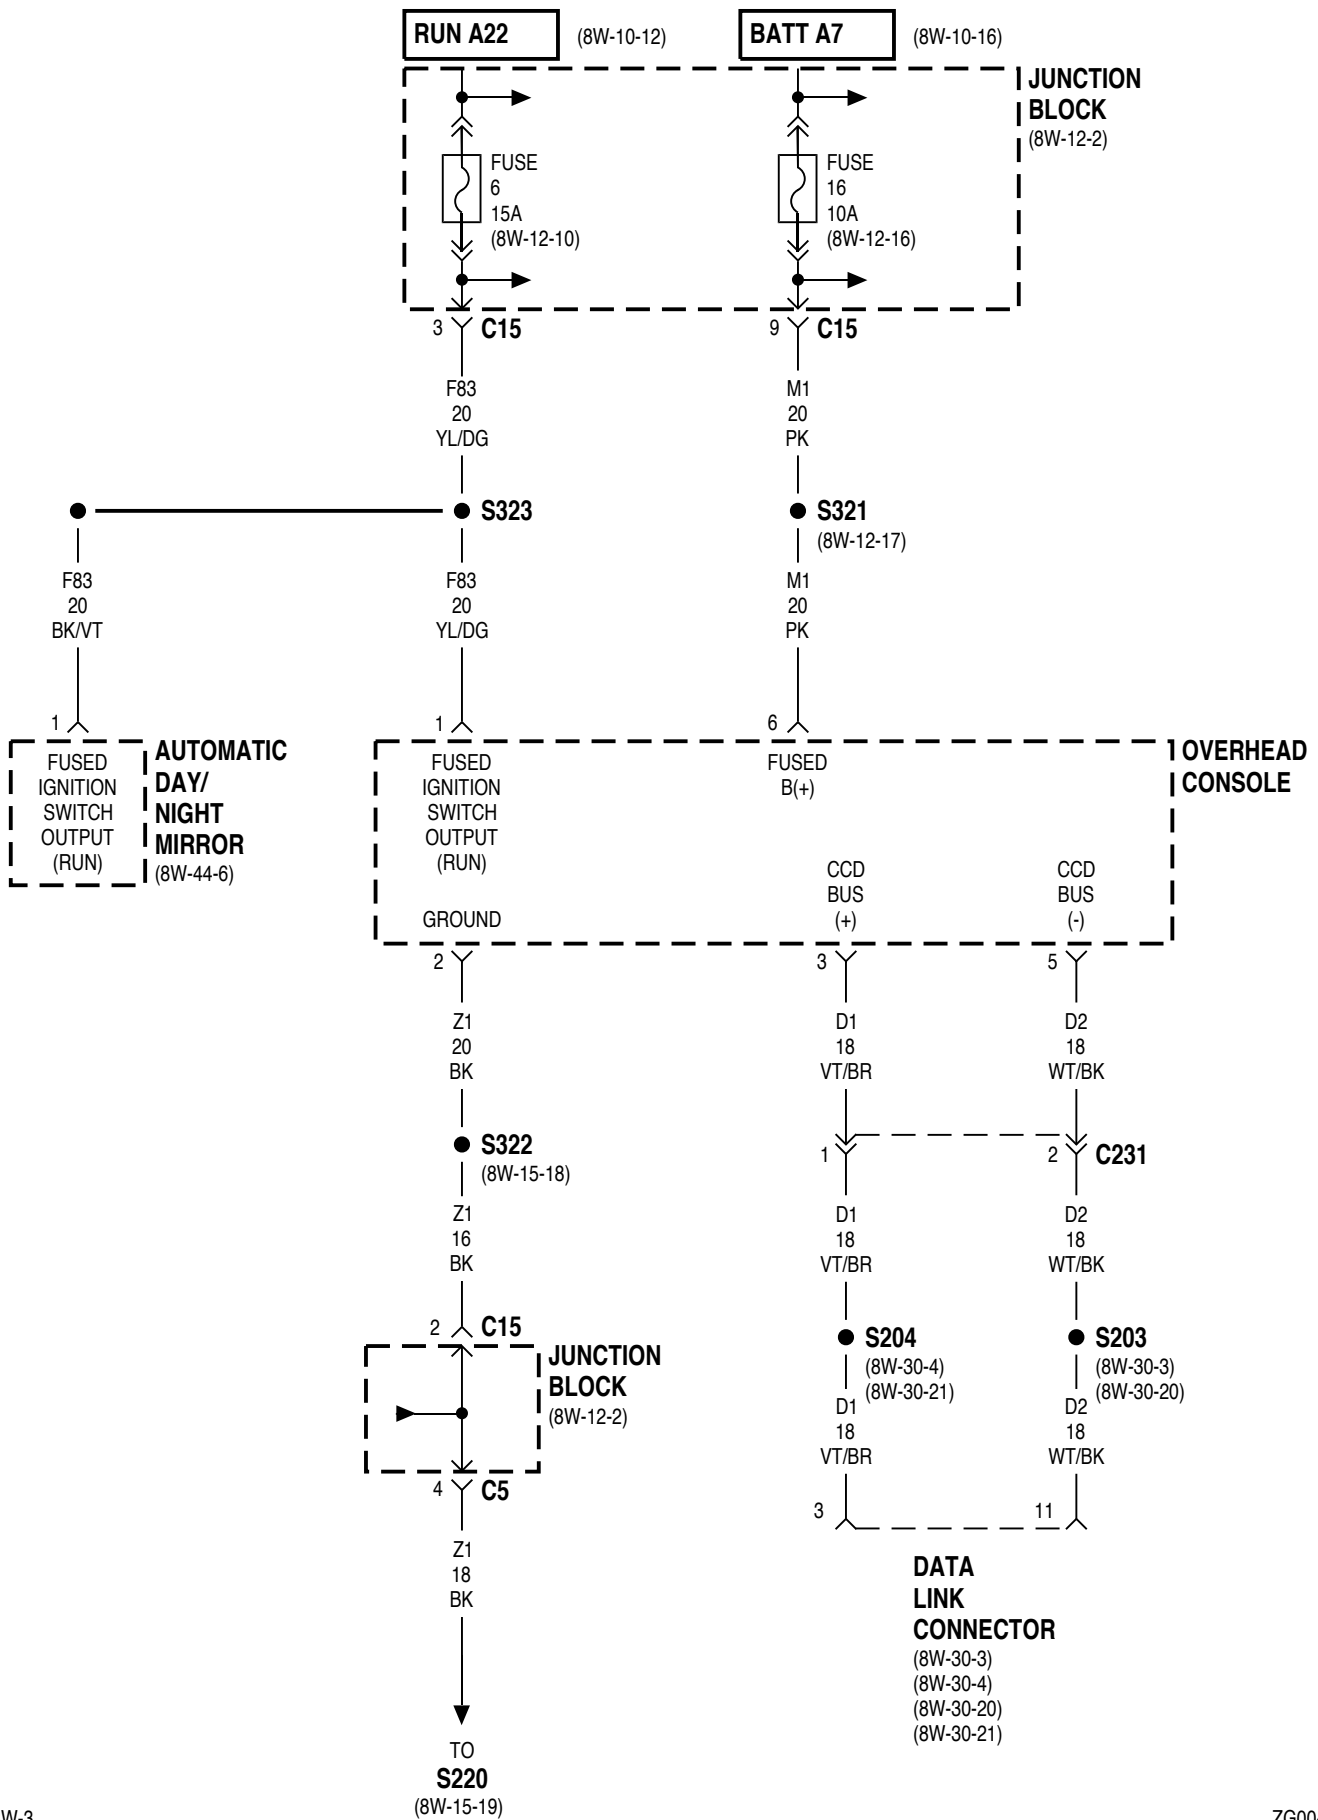 RUN A22 (8W-10-12)
BATT A7 (8W-10-16)
JUNCTION
BLOCK
(8W-12-2)
FUSE
6
15A
(8W-12-10)
FUSE
16
10A
(8W-12-16)
3 C15
9 C15
F83
20
YL/DG
M1
20
PK
S323
S321
(8W-12-17)
F83
20
BK/VT
F83
20
YL/DG
M1
20
PK
1
1
6
FUSED
IGNITION
SWITCH
OUTPUT
(RUN)
AUTOMATIC
DAY/
NIGHT
MIRROR
(8W-44-6)
FUSED
IGNITION
SWITCH
OUTPUT
(RUN)
FUSED
B(+)
OVERHEAD
CONSOLE
GROUND
CCD
BUS
(+)
CCD
BUS
(-)
2
3
5
Z1
20
BK
D1
18
VT/BR
D2
18
WT/BK
S322
(8W-15-18)
1
2 C231
Z1
16
BK
D1
18
VT/BR
D2
18
WT/BK
2 C15
JUNCTION
BLOCK
(8W-12-2)
S204
(8W-30-4)
(8W-30-21)
S203
(8W-30-3)
(8W-30-20)
D1
18
VT/BR
D2
18
WT/BK
4 C5
3
11
Z1
18
BK
DATA
LINK
CONNECTOR
(8W-30-3)
(8W-30-4)
(8W-30-20)
(8W-30-21)
TO
S220
(8W-15-19)
W-3